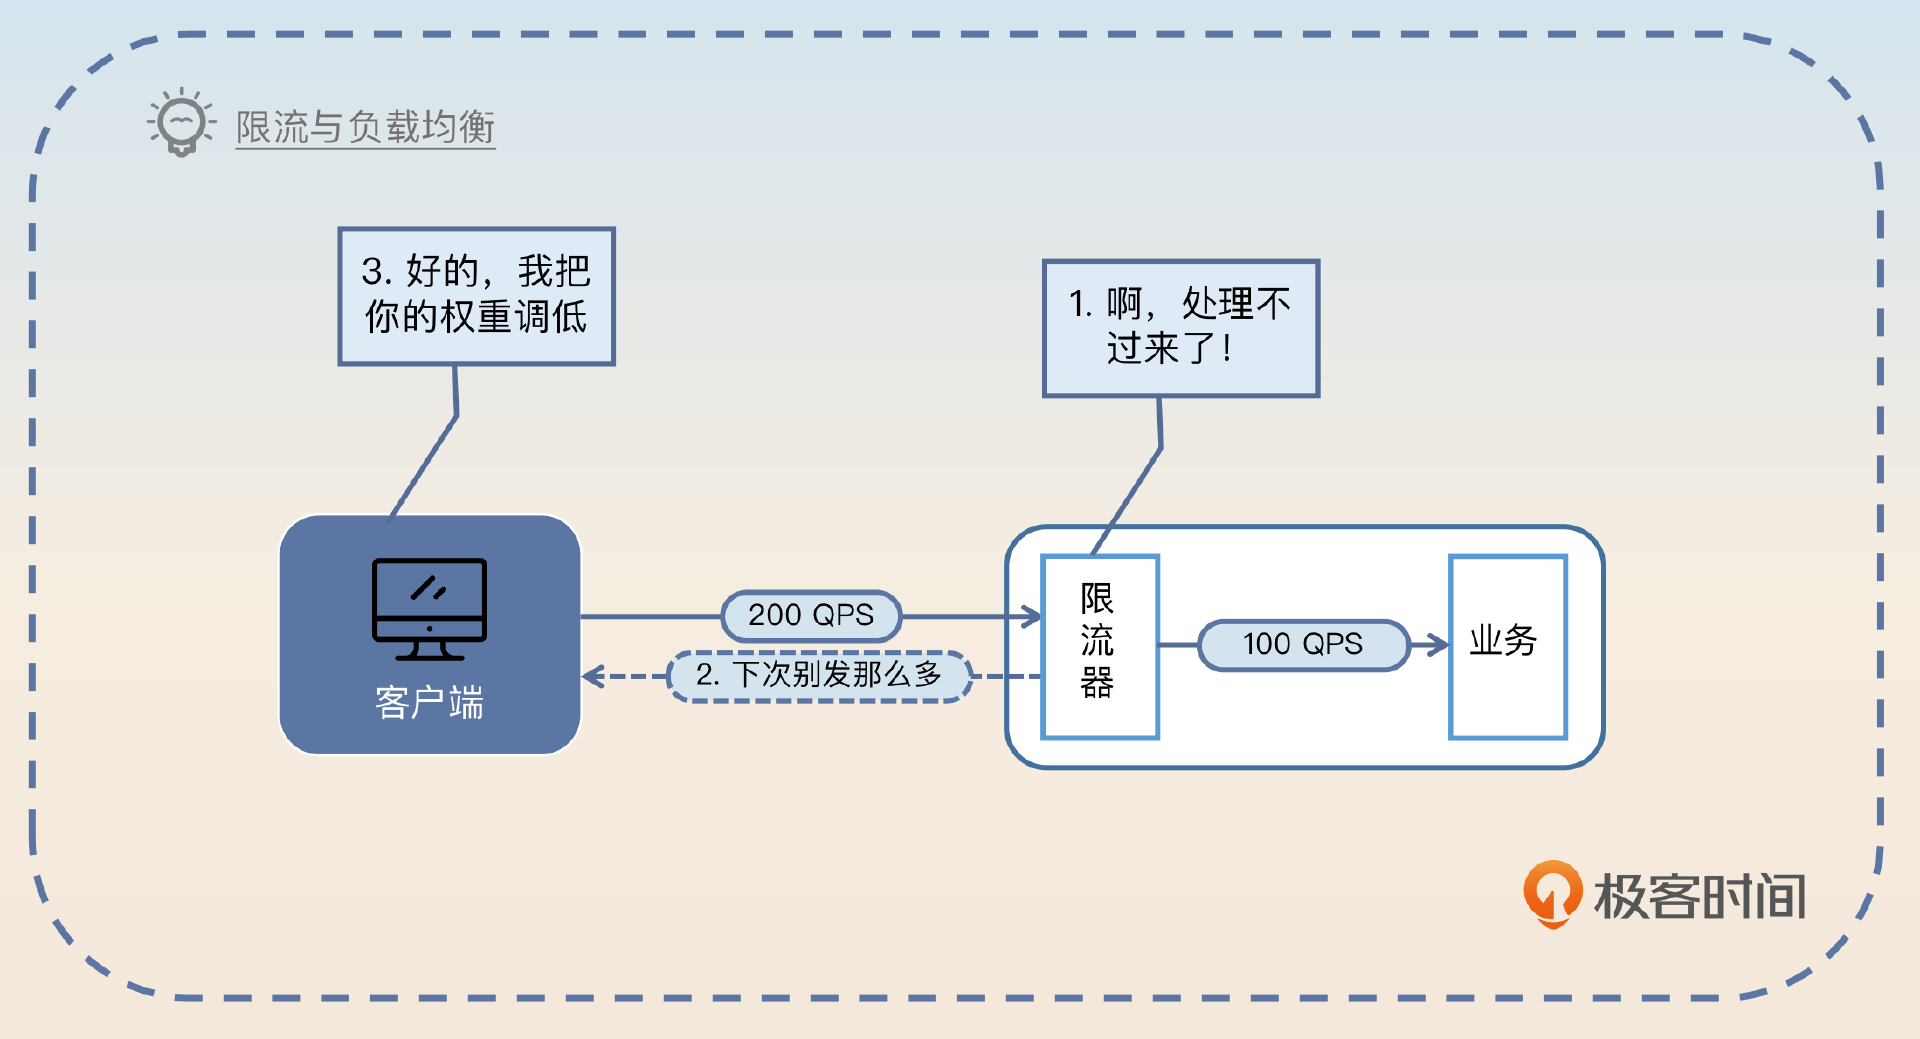 限流与负载均衡
3. 好的，我把
你的权重调低
1. 啊，处理不
过来了！
200 QPS
2. 下次别发那么多
客户端
限
流
器
100 QPS
业务
极客时间